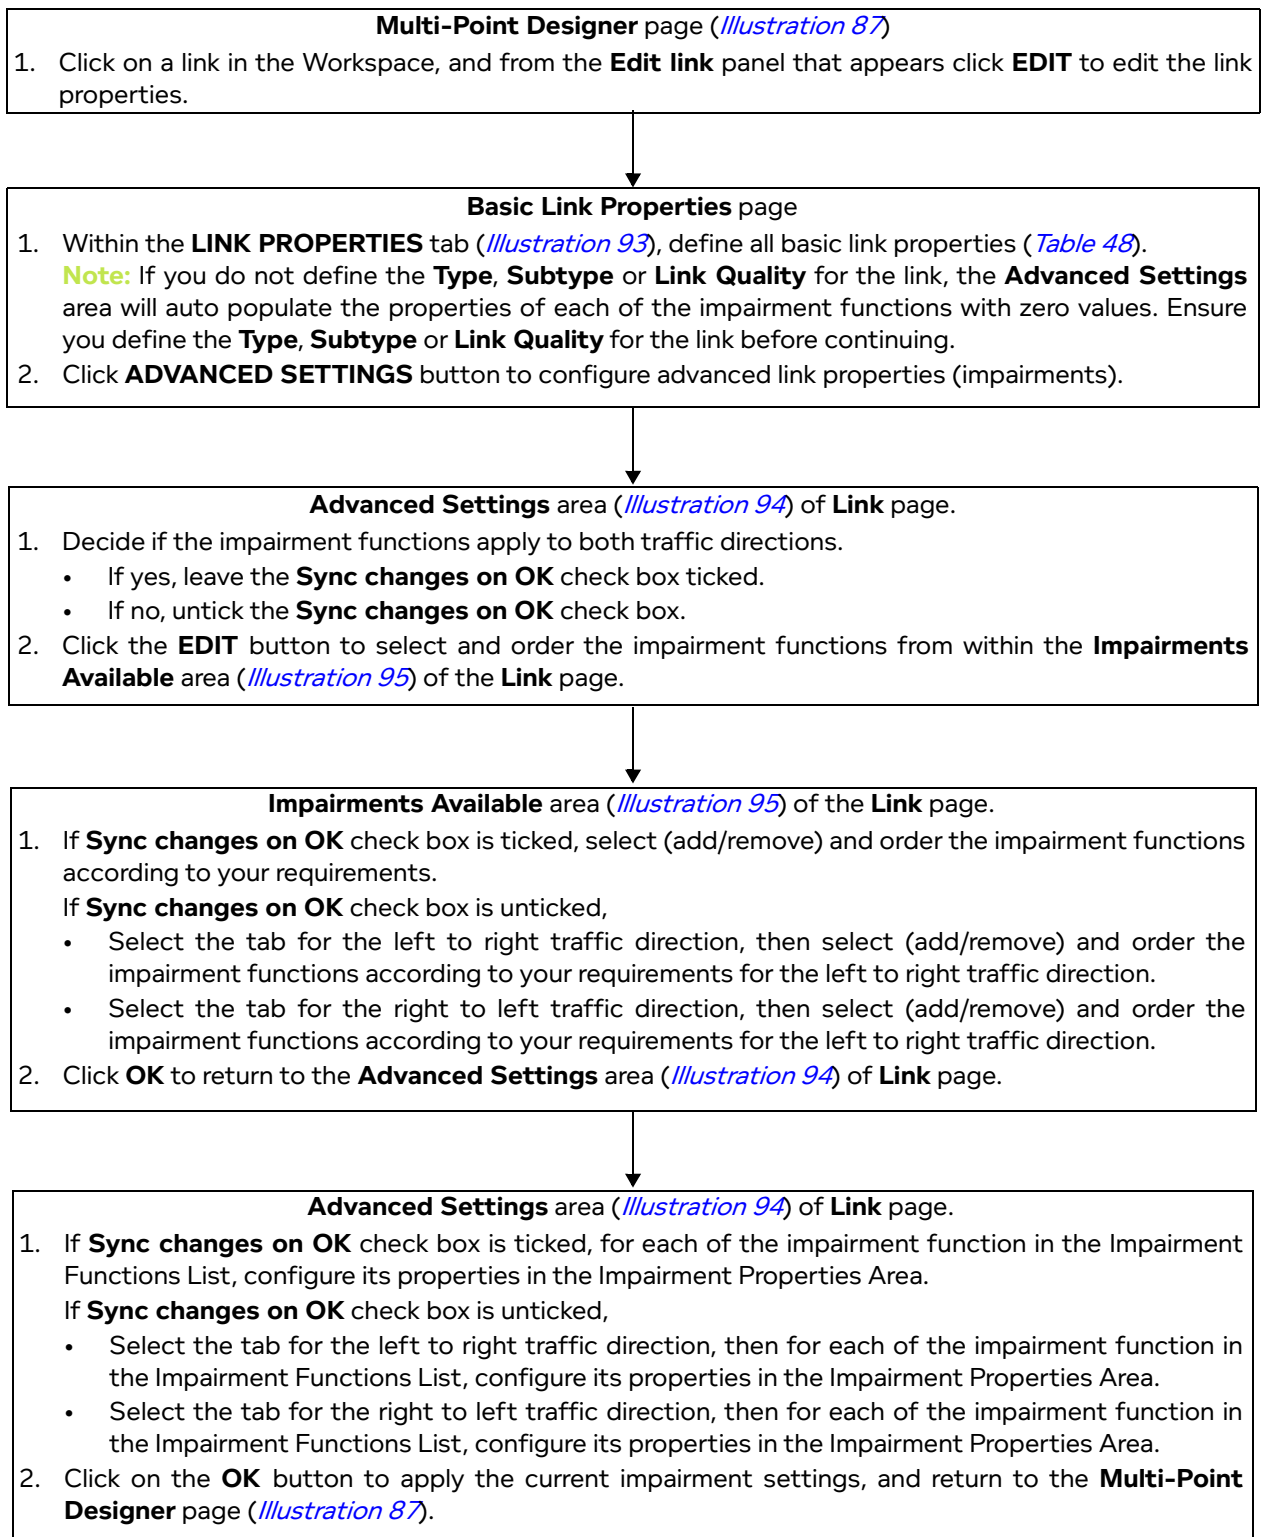 Multi-Point Designer page (Illustration 87)
1. Click on a link in the Workspace, and from the Edit link panel that appears click EDIT to edit the link
properties.
Basic Link Properties page
1. Within the LINK PROPERTIES tab (Illustration 93), define all basic link properties (Table 48).
Note: If you do not define the Type, Subtype or Link Quality for the link, the Advanced Settings
area will auto populate the properties of each of the impairment functions with zero values. Ensure
you define the Type, Subtype or Link Quality for the link before continuing.
2. Click ADVANCED SETTINGS button to configure advanced link properties (impairments).
Advanced Settings area (Illustration 94) of Link page.
1. Decide if the impairment functions apply to both traffic directions.
• If yes, leave the Sync changes on OK check box ticked.
• If no, untick the Sync changes on OK check box.
2. Click the EDIT button to select and order the impairment functions from within the Impairments
Available area (Illustration 95) of the Link page.
Impairments Available area (Illustration 95) of the Link page.
1. If Sync changes on OK check box is ticked, select (add/remove) and order the impairment functions
according to your requirements.
If Sync changes on OK check box is unticked,
• Select the tab for the left to right traffic direction, then select (add/remove) and order the
impairment functions according to your requirements for the left to right traffic direction.
• Select the tab for the right to left traffic direction, then select (add/remove) and order the
impairment functions according to your requirements for the left to right traffic direction.
2. Click OK to return to the Advanced Settings area (Illustration 94) of Link page.
Advanced Settings area (Illustration 94) of Link page.
1. If Sync changes on OK check box is ticked, for each of the impairment function in the Impairment
Functions List, configure its properties in the Impairment Properties Area.
If Sync changes on OK check box is unticked,
• Select the tab for the left to right traffic direction, then for each of the impairment function in
the Impairment Functions List, configure its properties in the Impairment Properties Area.
• Select the tab for the right to left traffic direction, then for each of the impairment function in
the Impairment Functions List, configure its properties in the Impairment Properties Area.
2. Click on the OK button to apply the current impairment settings, and return to the Multi-Point
Designer page (Illustration 87).